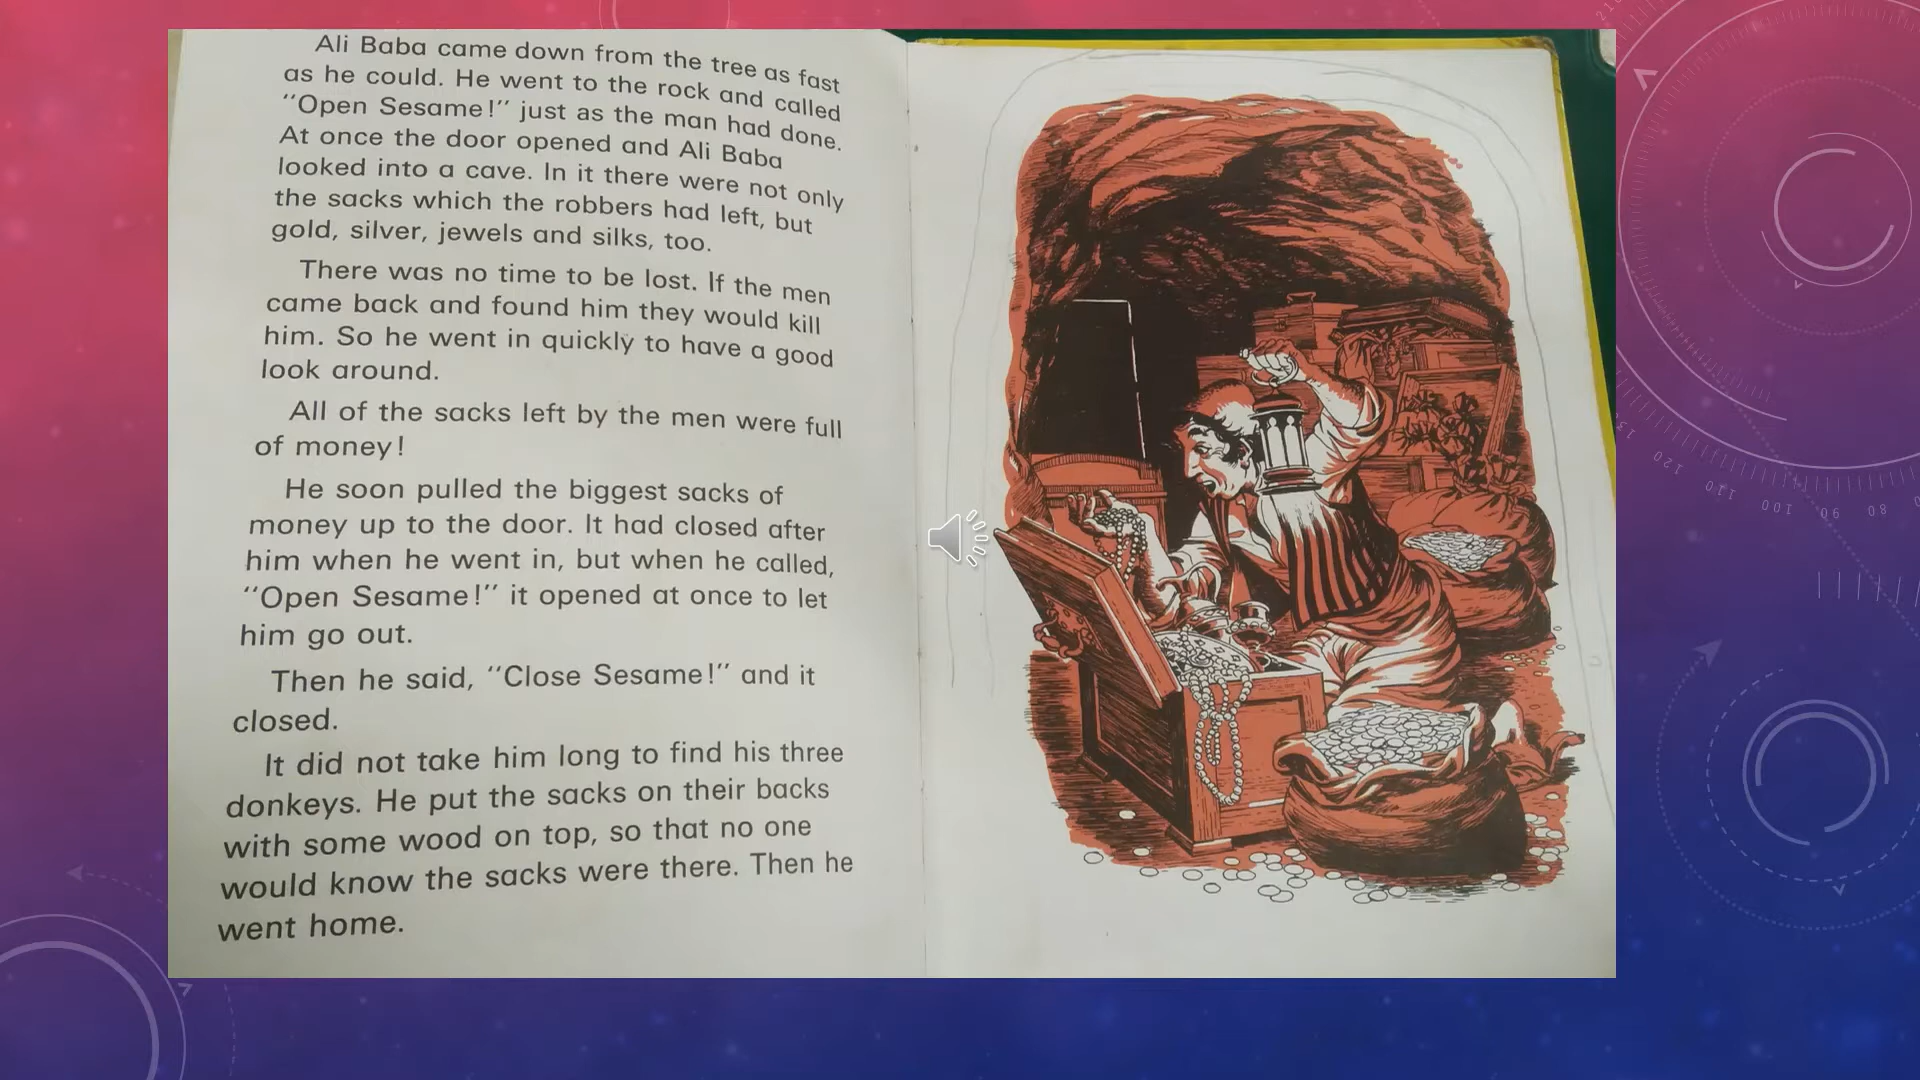 Ali Baba came down from the tree as fast
as he could. He went to the rock and called
"Open Sesame!" just as the man had done.
At once the door opened and Ali Baba
looked into a cave. In it there were not only
the sacks which the robbers had left, but
gold, silver, jewels and silks, too.
There was no time to be lost. If the men
came back and found him they would kill
him. So he went in quickly to have a good
look around.
All of the sacks left by the men were full
of money!
He soon pulled the biggest sacks of
money up to the door. It had closed after
him when he went in, but when he called,
"Open Sesame!" it opened at once to let
him go out.
Then he said, "Close Sesame!" and it
closed.
It did not take him long to find his three
donkeys. He put the sacks on their backs
with some wood on top, so that no one
would know the sacks were there. Then he
went home.
120
110
100
90
80